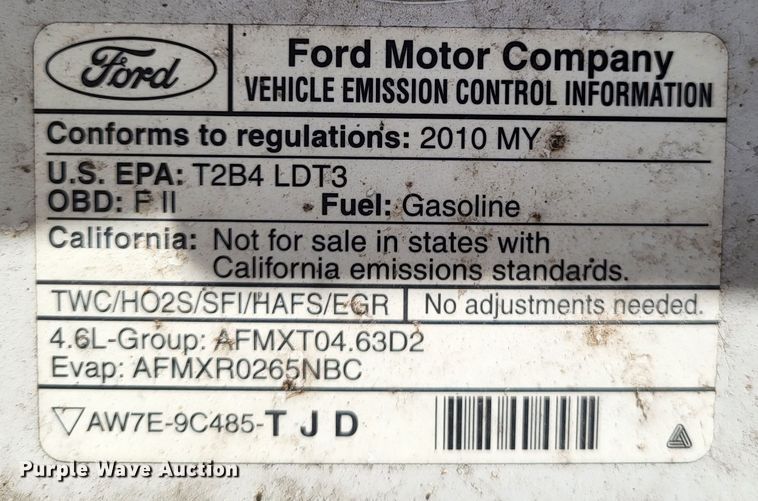 Ford
Ford Motor Company
VEHICLE EMISSION CONTROL INFORMATION
Conforms to regulations: 2010 MY
U.S. EPA: T2B4 LDT3
OBD: F II Fuel: Gasoline
California: Not for sale in states with
California emissions standards.
TWC/HO2S/SFI/HAFS/EGR No adjustments needed.
4.6L-Group: AFMXT04.63D2
Evap: AFMXR0265NBC
AW7E-9C485-T J D
Purple Wave Auction